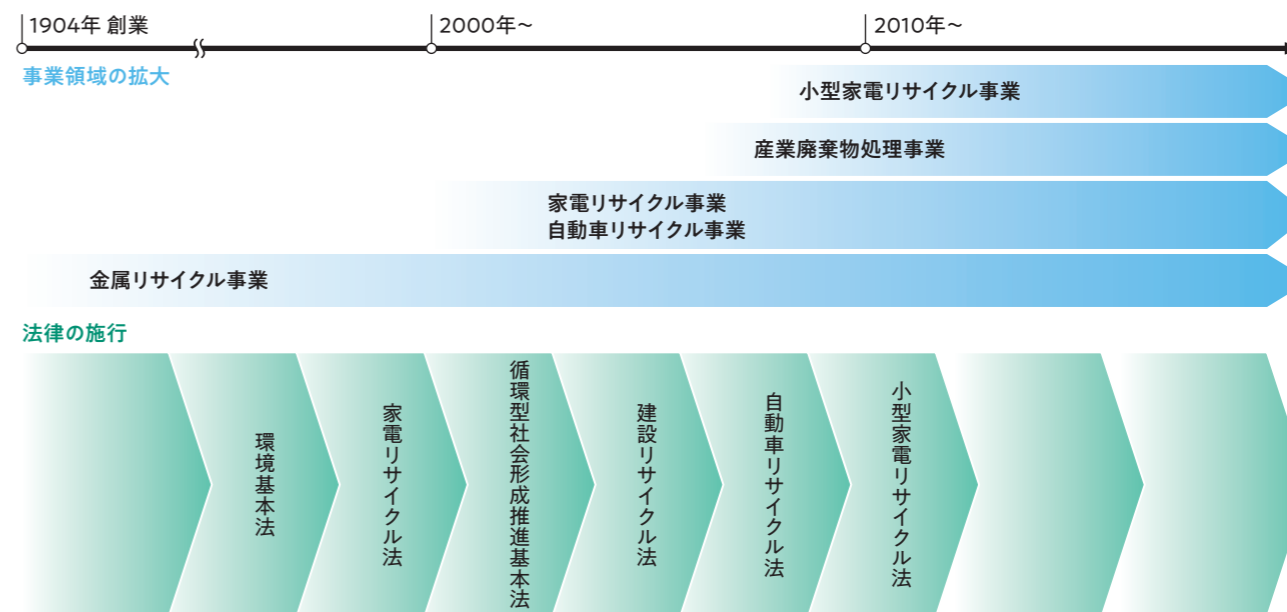 1904年 創業
2000年~
2010年~
事業領域の拡大
小型家電リサイクル事業
産業廃棄物処理事業
家電リサイクル事業
自動車リサイクル事業
金属リサイクル事業
法律の施行
環境基本法
家電リサイクル法
循環型社会形成推進基本法
建設リサイクル法
自動車リサイクル法
小型家電リサイクル法